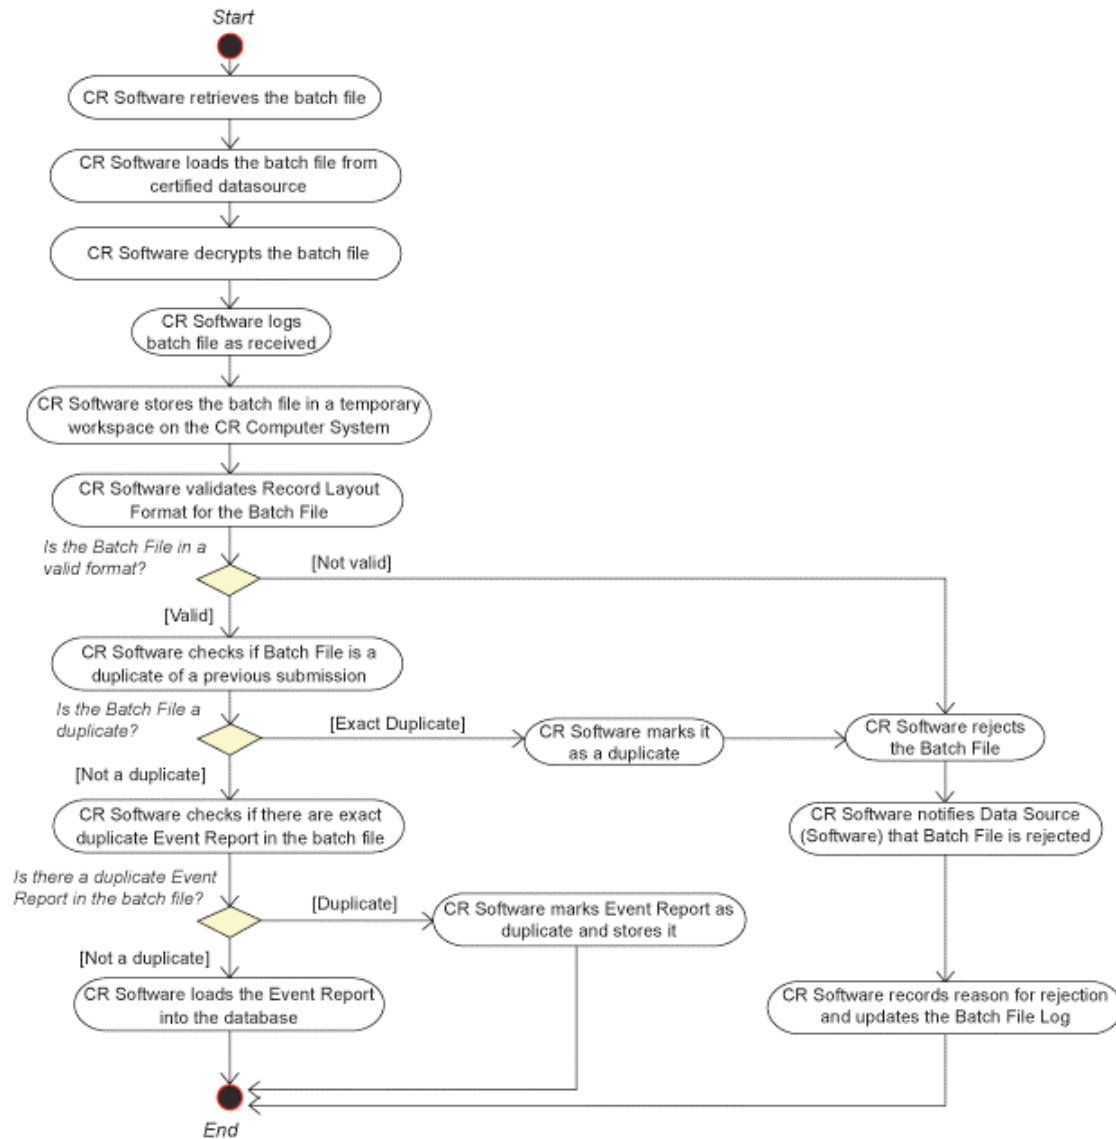 Start
CR Software retrieves the batch file
CR Software loads the batch file from
certified datasource
CR Software decrypts the batch file
CR Software logs
batch file as received
CR Software stores the batch file in a temporary
workspace on the CR Computer System
CR Software validates Record Layout
Format for the Batch File
Is the Batch File in a
valid format?
[Not valid]
[Valid]
CR Software checks if Batch File is a
duplicate of a previous submission
Is the Batch File a
duplicate?
[Exact Duplicate]
CR Software marks it
as a duplicate
CR Software rejects
the Batch File
[Not a duplicate]
CR Software checks if there are exact
duplicate Event Report in the batch file
CR Software notifies Data Source
(Software) that Batch File is rejected
Is there a duplicate Event
Report in the batch file?
[Duplicate]
CR Software marks Event Report as
duplicate and stores it
[Not a duplicate]
CR Software loads the Event Report
into the database
CR Software records reason for rejection
and updates the Batch File Log
End